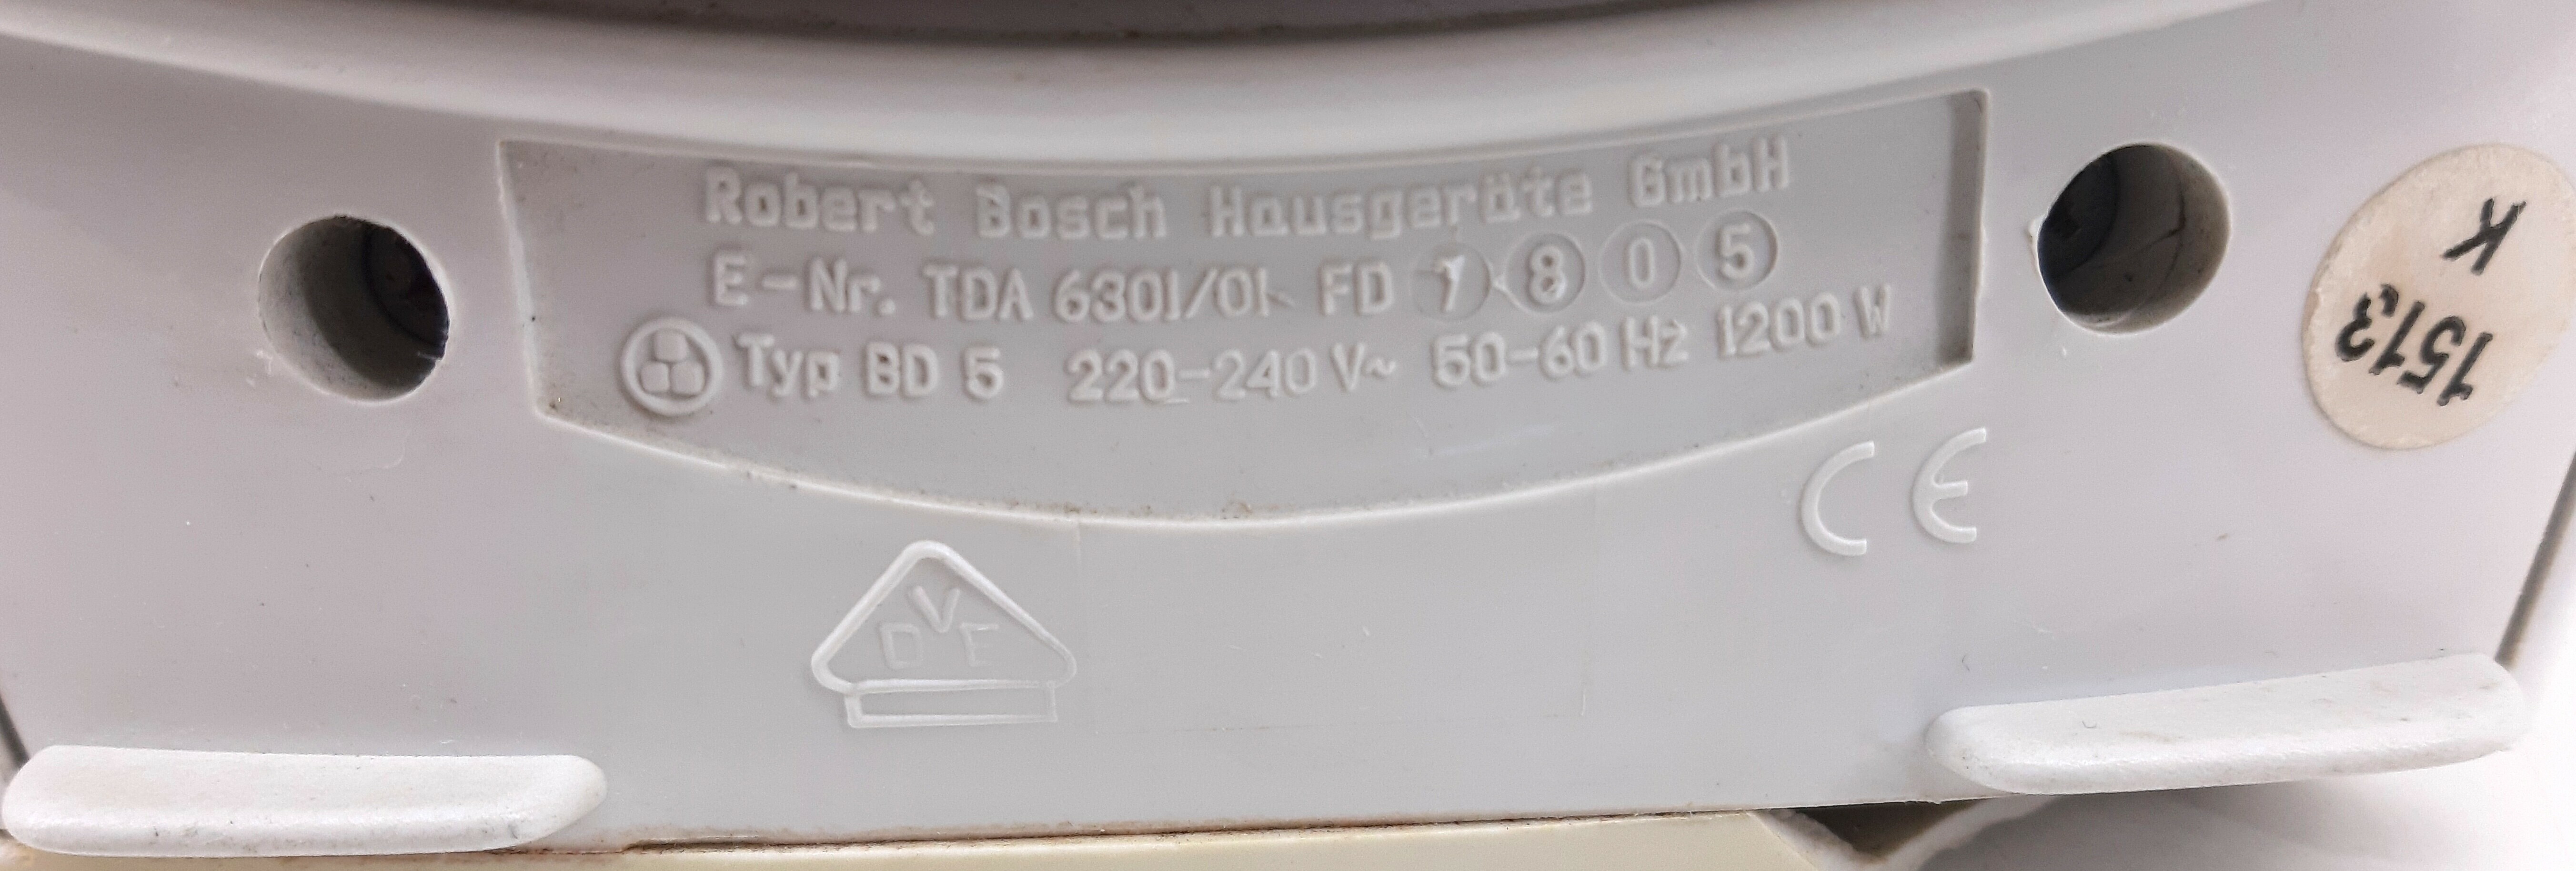 Robert Bosch Hausgeräte GmbH
E-Nr. TDA 6301/01 FD 7 8 0 5
Typ BD 5 220-240 V~ 50-60 Hz 1200 W
CE
V
D E
K
1513